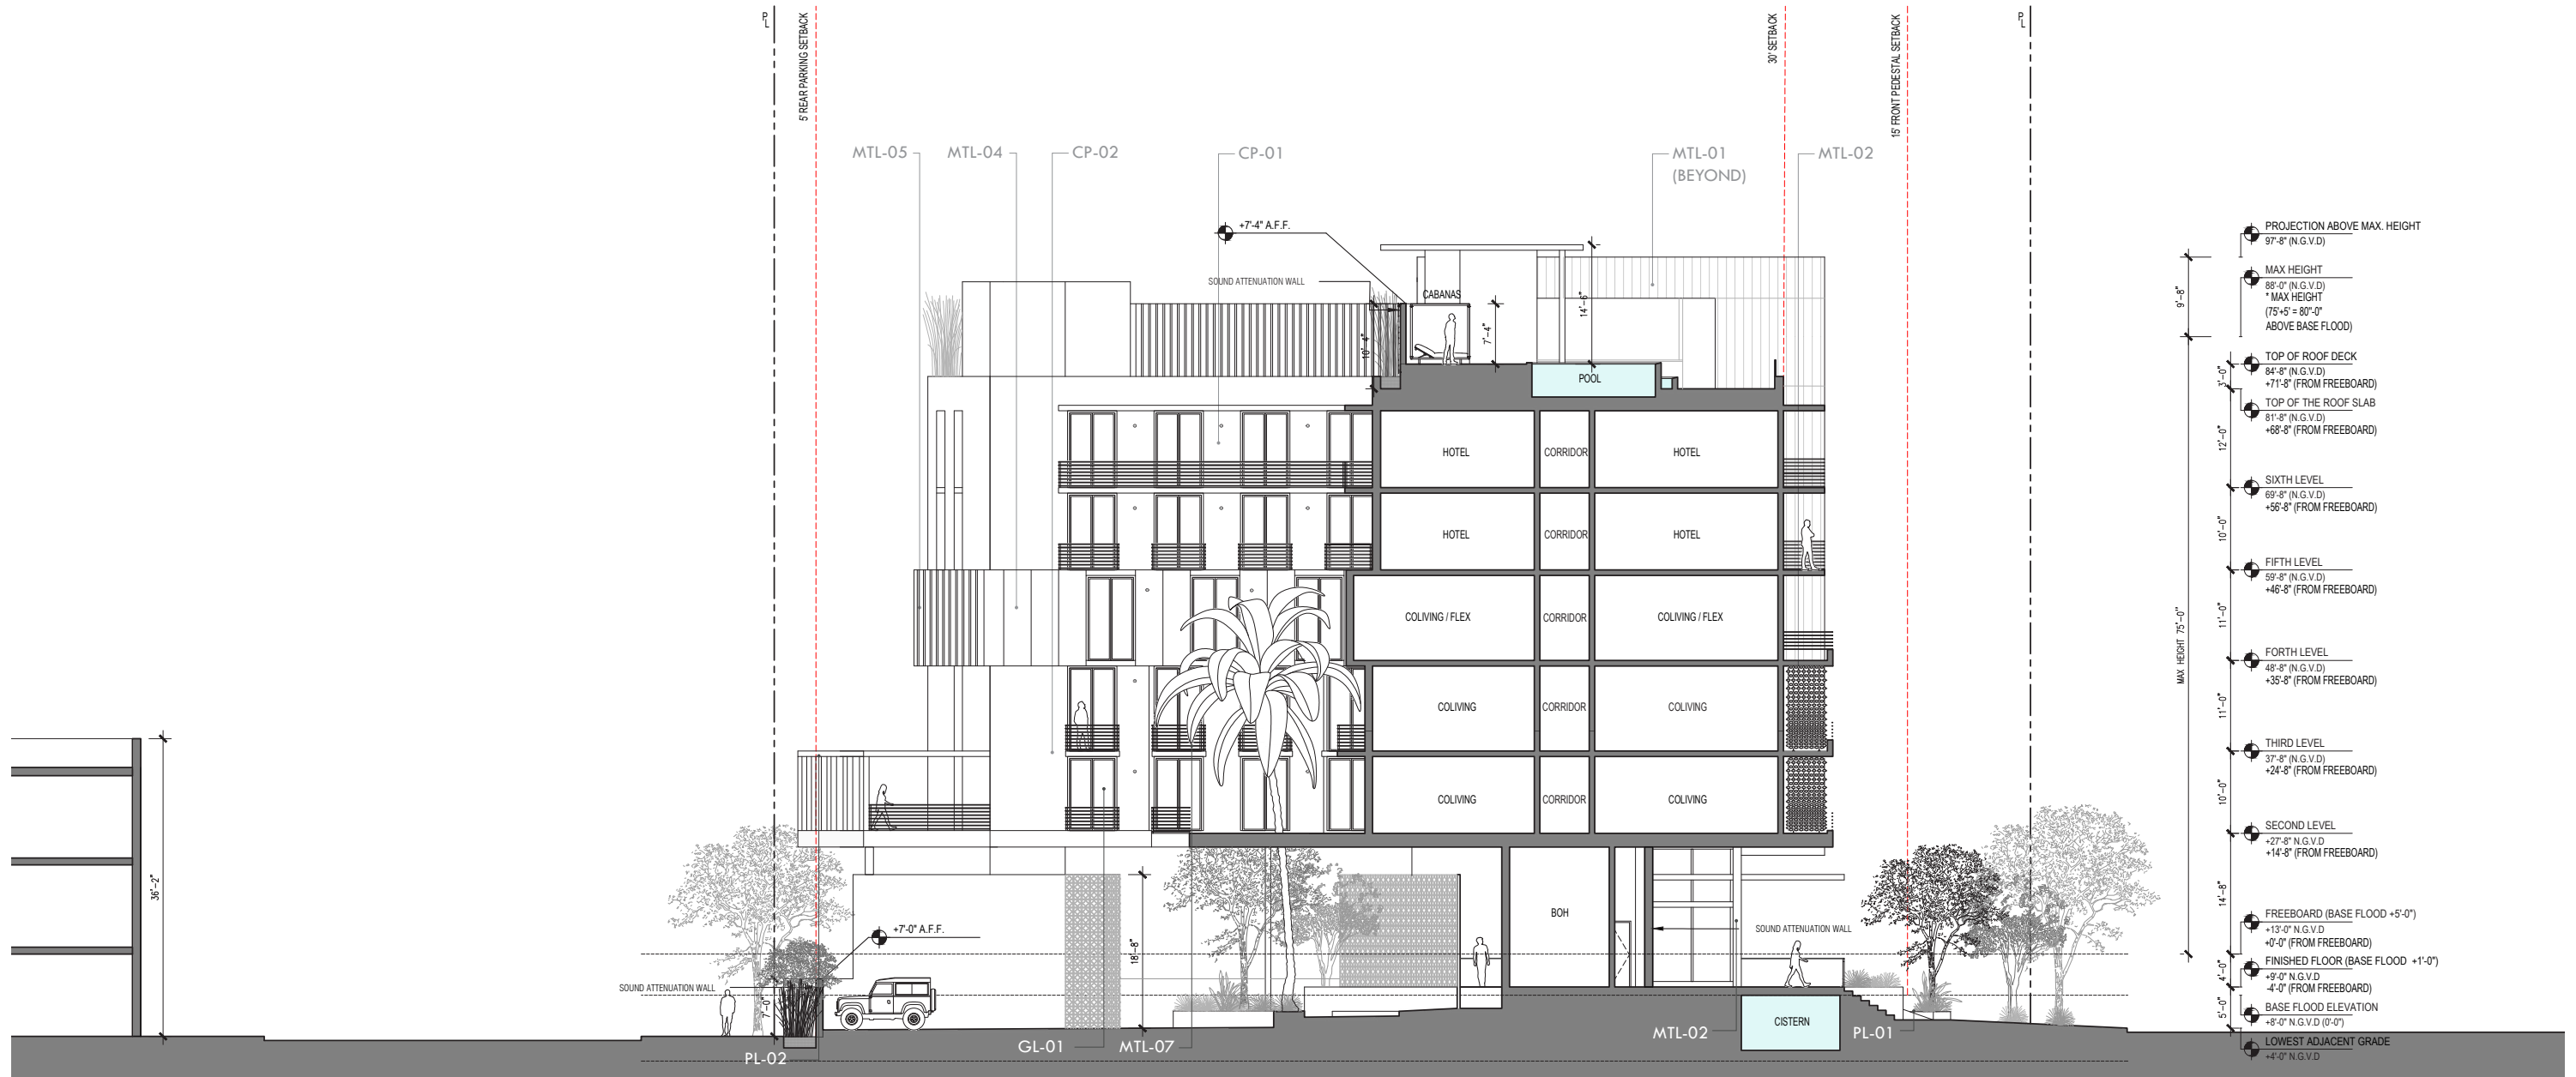 P
L
5' REAR PARKING SETBACK
30' SETBACK
15' FRONT PEDESTAL SETBACK
P
L
MTL-05
MTL-04
CP-02
CP-01
MTL-01
(BEYOND)
MTL-02
+7'-4" A.F.F.
SOUND ATTENUATION WALL
CABANAS
10'-4"
7'-4"
14'-6"
POOL
HOTEL
CORRIDOR
HOTEL
HOTEL
CORRIDOR
HOTEL
COLIVING / FLEX
CORRIDOR
COLIVING / FLEX
COLIVING
CORRIDOR
COLIVING
COLIVING
CORRIDOR
COLIVING
BOH
SOUND ATTENUATION WALL
36'-2"
+7'-0" A.F.F.
18'-8"
SOUND ATTENUATION WALL
7'-0"
CISTERN
PL-02
GL-01
MTL-07
MTL-02
PL-01
9'-8"
MAX HEIGHT 75'-0"
3'-0"
12'-0"
10'-0"
11'-0"
11'-0"
10'-0"
14'-8"
4'-0"
5'-0"
PROJECTION ABOVE MAX. HEIGHT
97'-8" (N.G.V.D)
MAX HEIGHT
88'-0" (N.G.V.D)
* MAX HEIGHT
(75'+5' = 80"-0"
ABOVE BASE FLOOD)
TOP OF ROOF DECK
84'-8" (N.G.V.D)
+71'-8" (FROM FREEBOARD)
TOP OF THE ROOF SLAB
81'-8" (N.G.V.D)
+68'-8" (FROM FREEBOARD)
SIXTH LEVEL
69'-8" (N.G.V.D)
+56'-8" (FROM FREEBOARD)
FIFTH LEVEL
59'-8" (N.G.V.D)
+46'-8" (FROM FREEBOARD)
FORTH LEVEL
48'-8" (N.G.V.D)
+35'-8" (FROM FREEBOARD)
THIRD LEVEL
37'-8" (N.G.V.D)
+24'-8" (FROM FREEBOARD)
SECOND LEVEL
+27'-8" N.G.V.D
+14'-8" (FROM FREEBOARD)
FREEBOARD (BASE FLOOD +5'-0")
+13'-0" N.G.V.D
+0'-0" (FROM FREEBOARD)
FINISHED FLOOR (BASE FLOOD +1'-0")
+9'-0" N.G.V.D
-4'-0" (FROM FREEBOARD)
BASE FLOOD ELEVATION
+8'-0" N.G.V.D (0'-0")
LOWEST ADJACENT GRADE
+4'-0" N.G.V.D